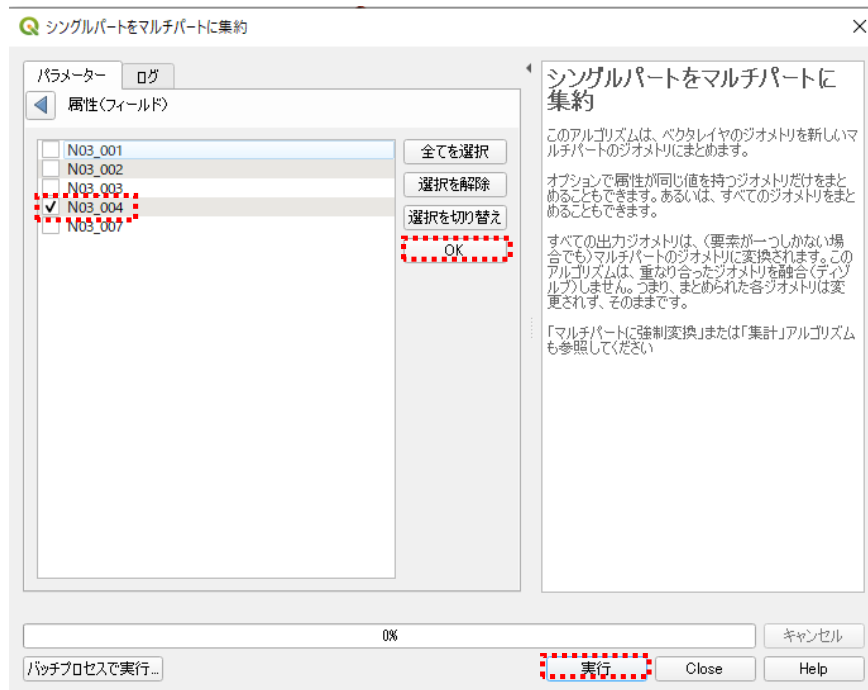 シングルパートをマルチパートに集約
パラメーター
ログ
属性(フィールド)
N03_001
N03_002
N03_003
N03_004
N03_007
全てを選択
選択を解除
選択を切り替え
OK
シングルパートをマルチパートに
集約
このアルゴリズムは、ベクタレイヤのジオメトリを新しいマ
ルチパートのジオメトリにまとめます。
オプションで属性が同じ値を持つジオメトリだけをまと
めることもできます。あるいは、すべてのジオメトリをまと
めることもできます。
すべての出力ジオメトリは、(要素が一つしかない場
合でも)マルチパートのジオメトリに変換されます。この
アルゴリズムは、重なり合ったジオメトリを融合(ディゾ
ルブ)しません。つまり、まとめられた各ジオメトリは変
更されず、そのままです。
「マルチパートに強制変換」または「集計」アルゴリズム
も参照してください
0%
キャンセル
バッチプロセスで実行...
実行
Close
Help